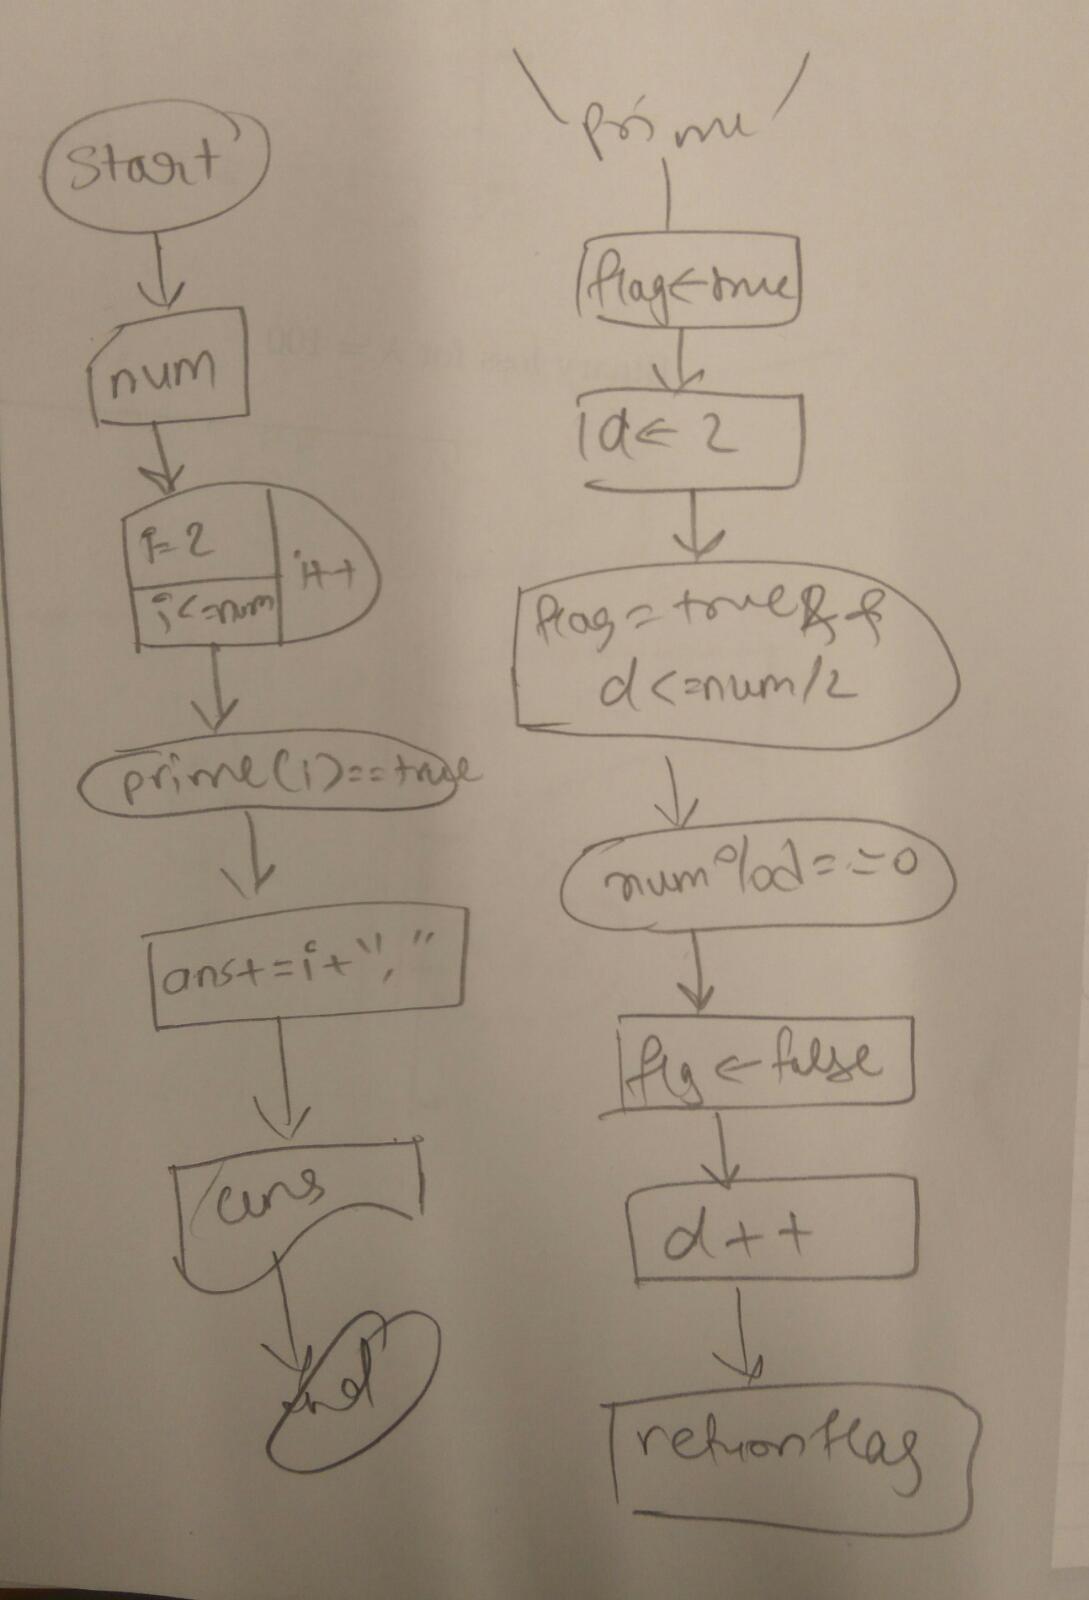 Start
num
i=2
i<=num
i++
prime(i)==true
ans+=i+","
ans
End
prime
flag←true
d←2
flag=true&&
d<=num/2
num%d==0
flg←false
d++
return flag